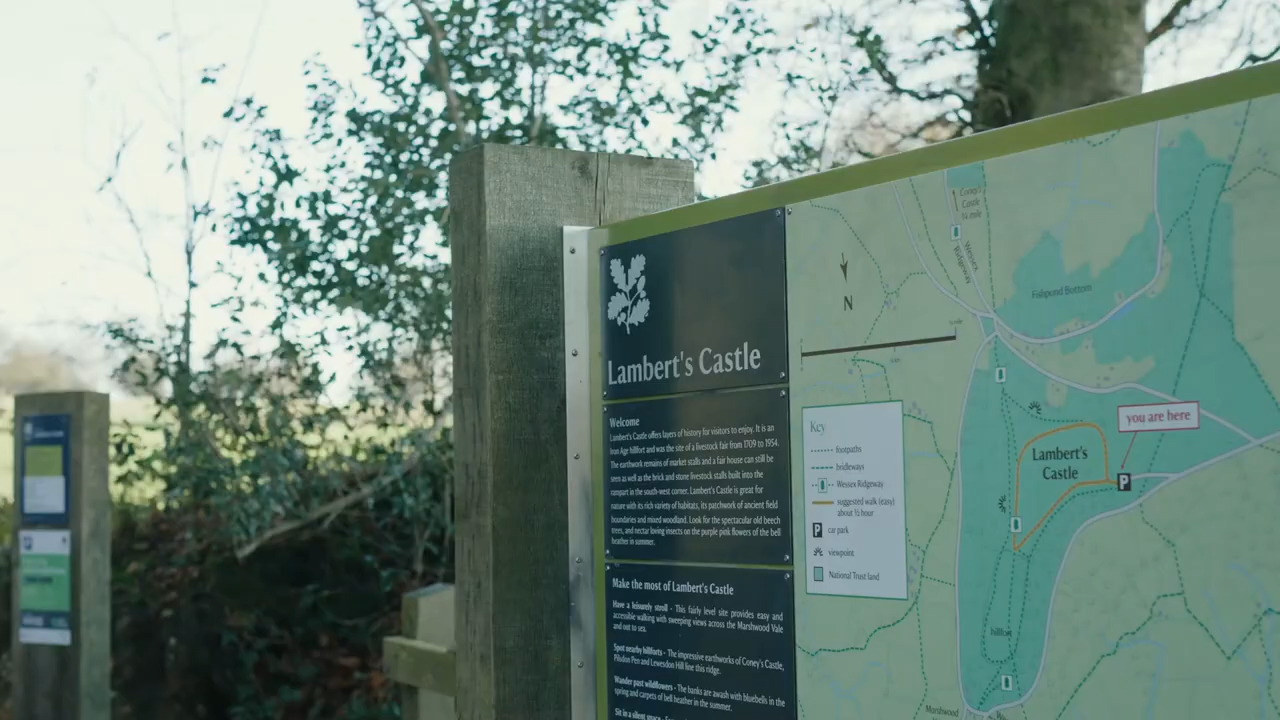 Lambert's Castle
Welcome
Lambert's Castle offers layers of history for visitors to enjoy. It is an
Iron Age hillfort and was the site of a livestock fair from 1709 to 1954.
The earthwork remains of market stalls and a fair house can still be
seen as well as the brick and stone livestock stalls built into the
rampart in the south-west corner. Lambert's Castle is great for
nature with its rich variety of habitats, its patchwork of ancient field
boundaries and mixed woodland. Look for the spectacular old beech
trees, and nectar loving insects on the purple pink flowers of the bell
heather in summer.
Make the most of Lambert's Castle
Have a leisurely stroll - This fairly level site provides easy and
accessible walking with sweeping views across the Marshwood Vale
and out to sea.
Spot nearby hillforts - The impressive earthworks of Coney's Castle,
Pilsdon Pen and Lewesdon Hill line this ridge.
Wander past wildflowers - The banks are awash with bluebells in the
spring and carpets of bell heather in the summer.
Sit in a silent space -
N
Key
footpaths
bridleways
Wessex Ridgeway
suggested walk (easy)
about ½ hour
P car park
viewpoint
National Trust land
Coney's
Castle
¼ mile
Wessex
Ridgeway
Fishpond Bottom
you are here
Lambert's
Castle
P
hillfort
Marshwood